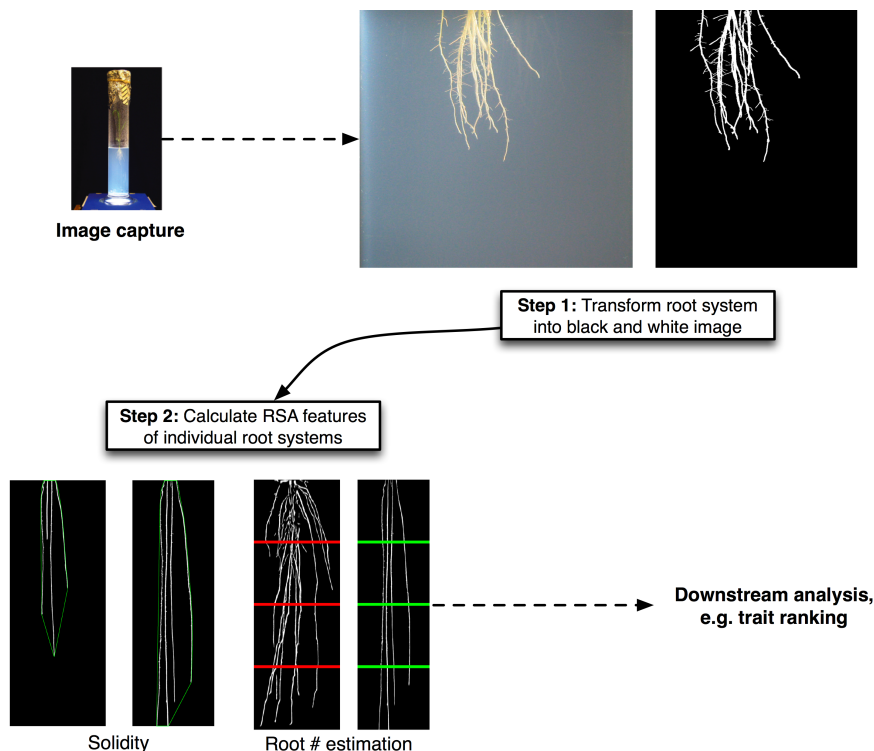 Image capture
Step 1: Transform root system
into black and white image
Step 2: Calculate RSA features
of individual root systems
Downstream analysis,
e.g. trait ranking
Solidity
Root # estimation